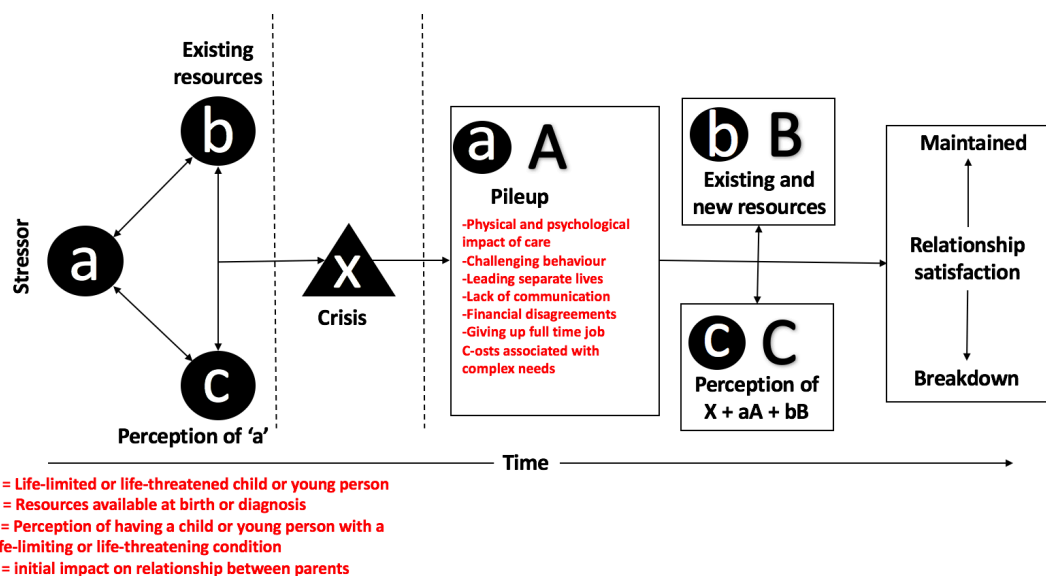 Existing
resources
b
Stressor
a
c
Perception of 'a'
X
Crisis
a A
Pileup
-Physical and psychological
impact of care
-Challenging behaviour
-Leading separate lives
-Lack of communication
-Financial disagreements
-Giving up full time job
C-osts associated with
complex needs
b B
Existing and
new resources
c C
Perception of
X + aA + bB
Maintained
Relationship
satisfaction
Breakdown
Time
= Life-limited or life-threatened child or young person
= Resources available at birth or diagnosis
= Perception of having a child or young person with a
fe-limiting or life-threatening condition
= initial impact on relationship between parents